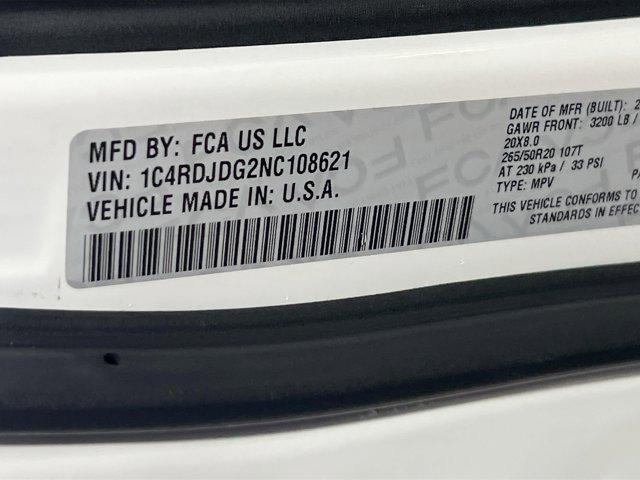 MFD BY: FCA US LLC
VIN: 1C4RDJDG2NC108621
VEHICLE MADE IN: U.S.A.
DATE OF MFR (BUILT): 2
GAWR FRONT: 3200 LB /
20X8.0
265/50R20 107T
AT 230 kPa / 33 PSI
TYPE: MPV
THIS VEHICLE CONFORMS TO
STANDARDS IN EFFEC